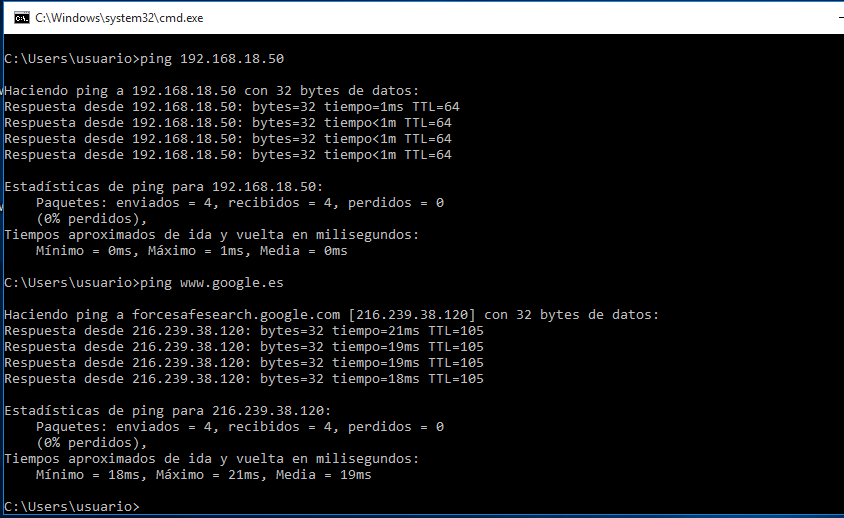 C:\Windows\system32\cmd.exe
C:\Users\usuario>ping 192.168.18.50
Haciendo ping a 192.168.18.50 con 32 bytes de datos:
Respuesta desde 192.168.18.50: bytes=32 tiempo=1ms TTL=64
Respuesta desde 192.168.18.50: bytes=32 tiempo<1m TTL=64
Respuesta desde 192.168.18.50: bytes=32 tiempo<1m TTL=64
Respuesta desde 192.168.18.50: bytes=32 tiempo<1m TTL=64
Estadísticas de ping para 192.168.18.50:
    Paquetes: enviados = 4, recibidos = 4, perdidos = 0
    (0% perdidos),
Tiempos aproximados de ida y vuelta en milisegundos:
    Mínimo = 0ms, Máximo = 1ms, Media = 0ms
C:\Users\usuario>ping www.google.es
Haciendo ping a forcesafesearch.google.com [216.239.38.120] con 32 bytes de datos:
Respuesta desde 216.239.38.120: bytes=32 tiempo=21ms TTL=105
Respuesta desde 216.239.38.120: bytes=32 tiempo=19ms TTL=105
Respuesta desde 216.239.38.120: bytes=32 tiempo=19ms TTL=105
Respuesta desde 216.239.38.120: bytes=32 tiempo=18ms TTL=105
Estadísticas de ping para 216.239.38.120:
    Paquetes: enviados = 4, recibidos = 4, perdidos = 0
    (0% perdidos),
Tiempos aproximados de ida y vuelta en milisegundos:
    Mínimo = 18ms, Máximo = 21ms, Media = 19ms
C:\Users\usuario>